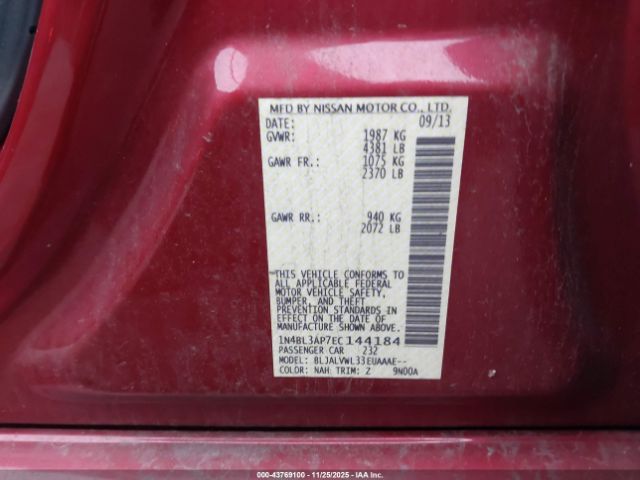 MFD BY NISSAN MOTOR CO., LTD.
DATE: 09/13
GVWR: 1987 KG
4381 LB
GAWR FR.: 1075 KG
2370 LB
GAWR RR.: 940 KG
2072 LB
THIS VEHICLE CONFORMS TO
ALL APPLICABLE FEDERAL
MOTOR VEHICLE SAFETY,
BUMPER, AND THEFT
PREVENTION STANDARDS IN
EFFECT ON THE DATE OF
MANUFACTURE SHOWN ABOVE.
1N4BL3AP7EC144184
PASSENGER CAR 232
MODEL: BLJALVWL33EUAAAE--
COLOR: NAH TRIM: Z 9N00A
000-43769100 - 11/25/2025 - IAAI.CA